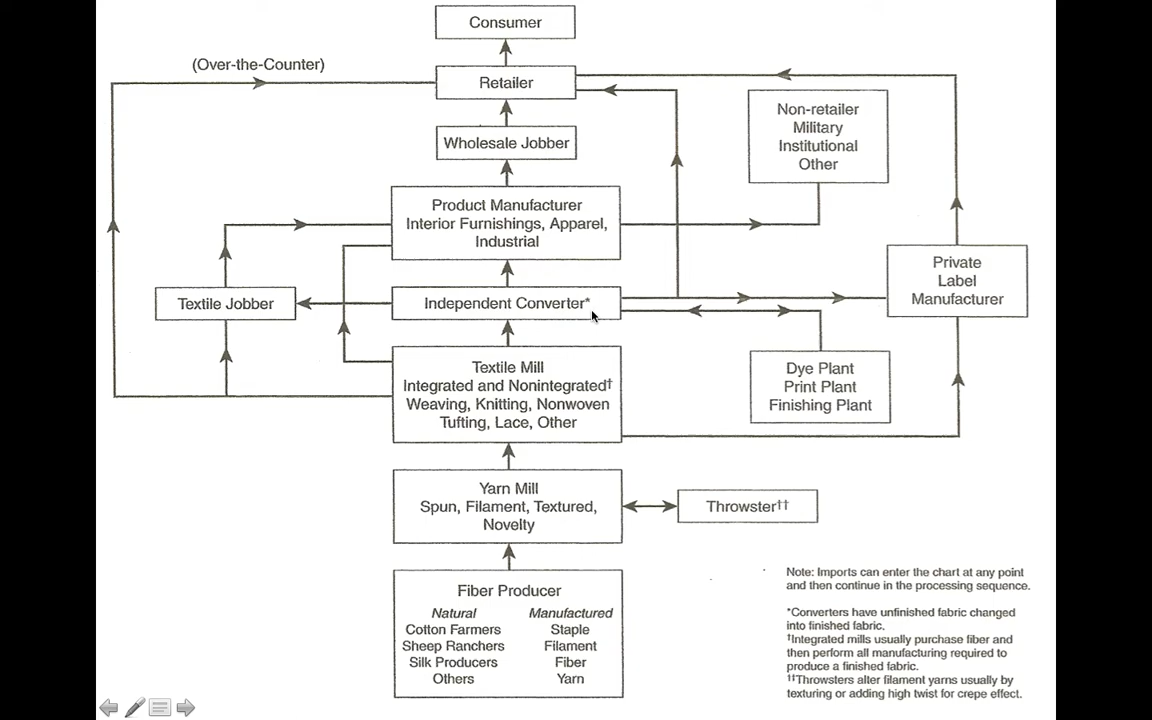 Consumer
(Over-the-Counter)
Retailer
Non-retailer
Military
Institutional
Other
Wholesale Jobber
Product Manufacturer
Interior Furnishings, Apparel,
Industrial
Private
Label
Manufacturer
Textile Jobber
Independent Converter*
Textile Mill
Integrated and Nonintegrated†
Weaving, Knitting, Nonwoven
Tufting, Lace, Other
Dye Plant
Print Plant
Finishing Plant
Yarn Mill
Spun, Filament, Textured,
Novelty
Throwster††
Fiber Producer
Natural Manufactured
Cotton Farmers Staple
Sheep Ranchers Filament
Silk Producers Fiber
Others Yarn
Note: Imports can enter the chart at any point
and then continue in the processing sequence.
*Converters have unfinished fabric changed
into finished fabric.
†Integrated mills usually purchase fiber and
then perform all manufacturing required to
produce a finished fabric.
††Throwsters alter filament yarns usually by
texturing or adding high twist for crepe effect.